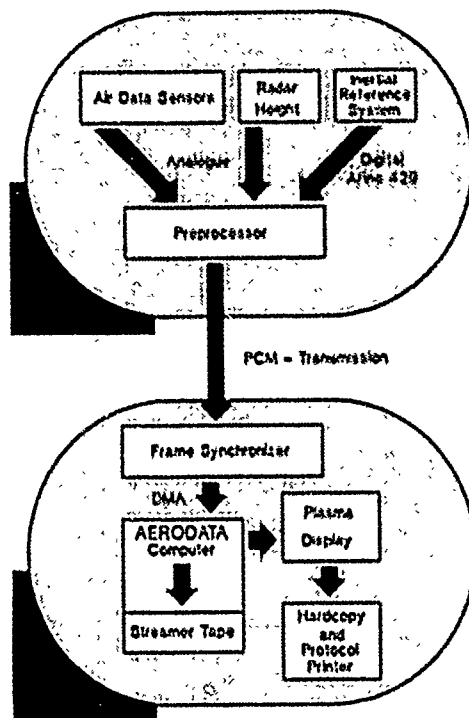 Air Data Sensors
Radar
Height
Inertial
Reference
System
Analogue
Digital
Arinc 429
Preprocessor
PCM - Transmission
Frame Synchronizer
DMA
AERODATA
Computer
Streamer Tape
Plasma
Display
Hardcopy
and
Protocol
Printer